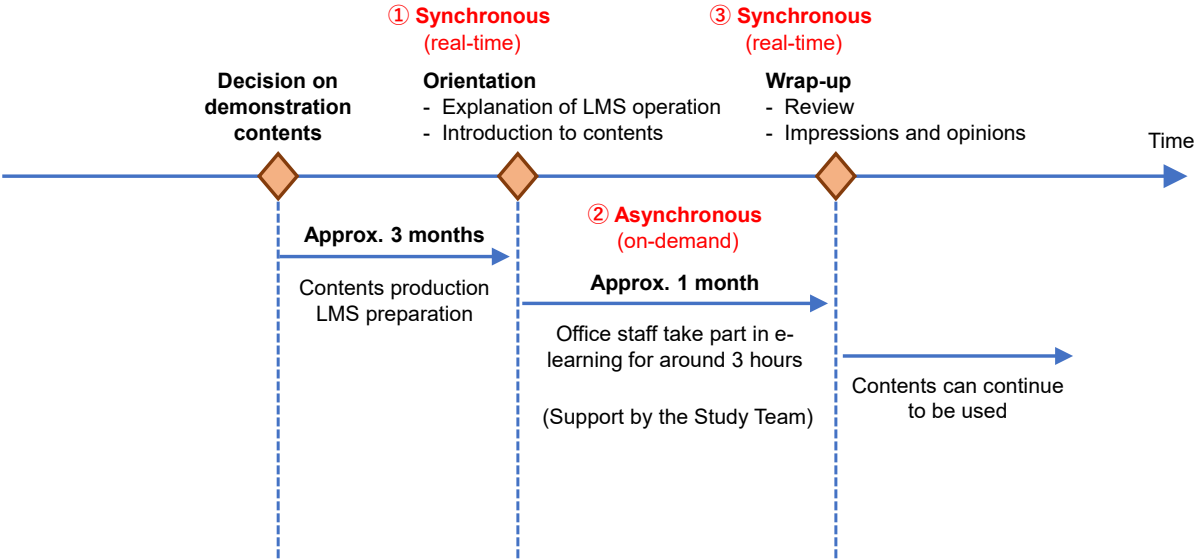 ① Synchronous
(real-time)
③ Synchronous
(real-time)
Decision on
demonstration
contents
Orientation
- Explanation of LMS operation
- Introduction to contents
Wrap-up
- Review
- Impressions and opinions
Time
② Asynchronous
(on-demand)
Approx. 3 months
Contents production
LMS preparation
Approx. 1 month
Office staff take part in e-
learning for around 3 hours
(Support by the Study Team)
Contents can continue
to be used